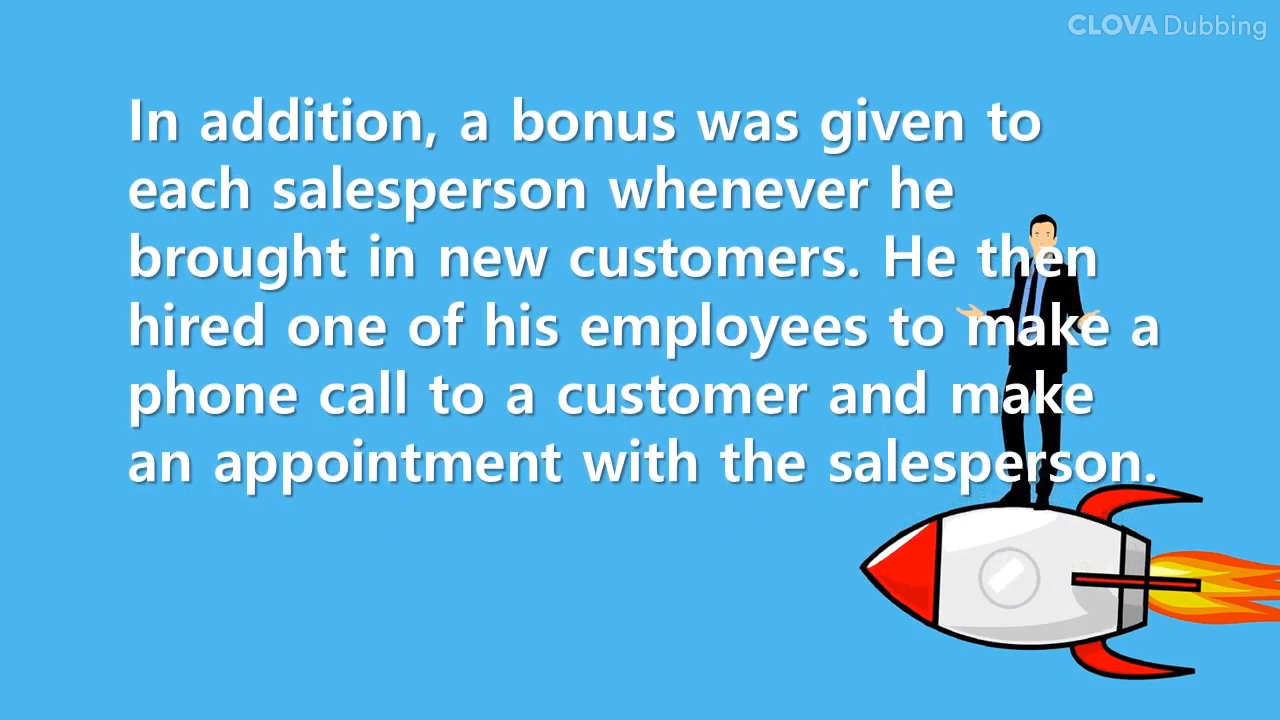 CLOVA Dubbing
In addition, a bonus was given to
each salesperson whenever he
brought in new customers. He then
hired one of his employees to make a
phone call to a customer and make
an appointment with the salesperson.